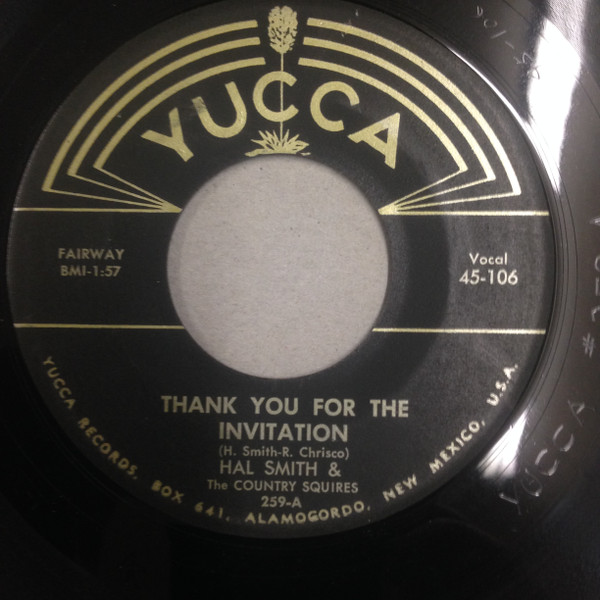 YUCCA
FAIRWAY
BMI-1:57
Vocal
45-106
THANK YOU FOR THE
INVITATION
(H. Smith-R. Chrisco)
HAL SMITH &
The COUNTRY SQUIRES
259-A
YUCCA RECORDS, BOX 641, ALAMOGORDO, NEW MEXICO, U.S.A.
YUCCA #